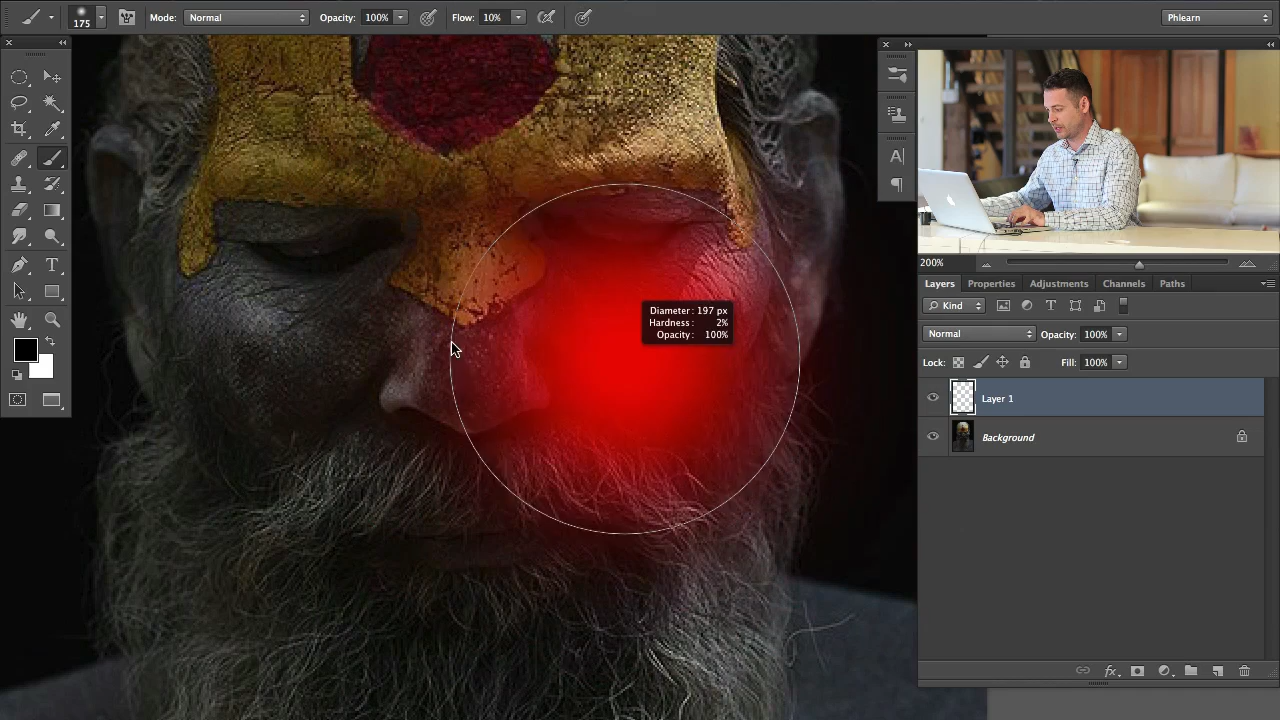 175
Mode: Normal
Opacity: 100%
Flow: 10%
Phlearn
Diameter: 197 px
Hardness: 2%
Opacity: 100%
200%
Layers Properties Channels Paths
Kind
Normal Opacity: 100%
Lock: Fill: 100%
Layer 1
Background